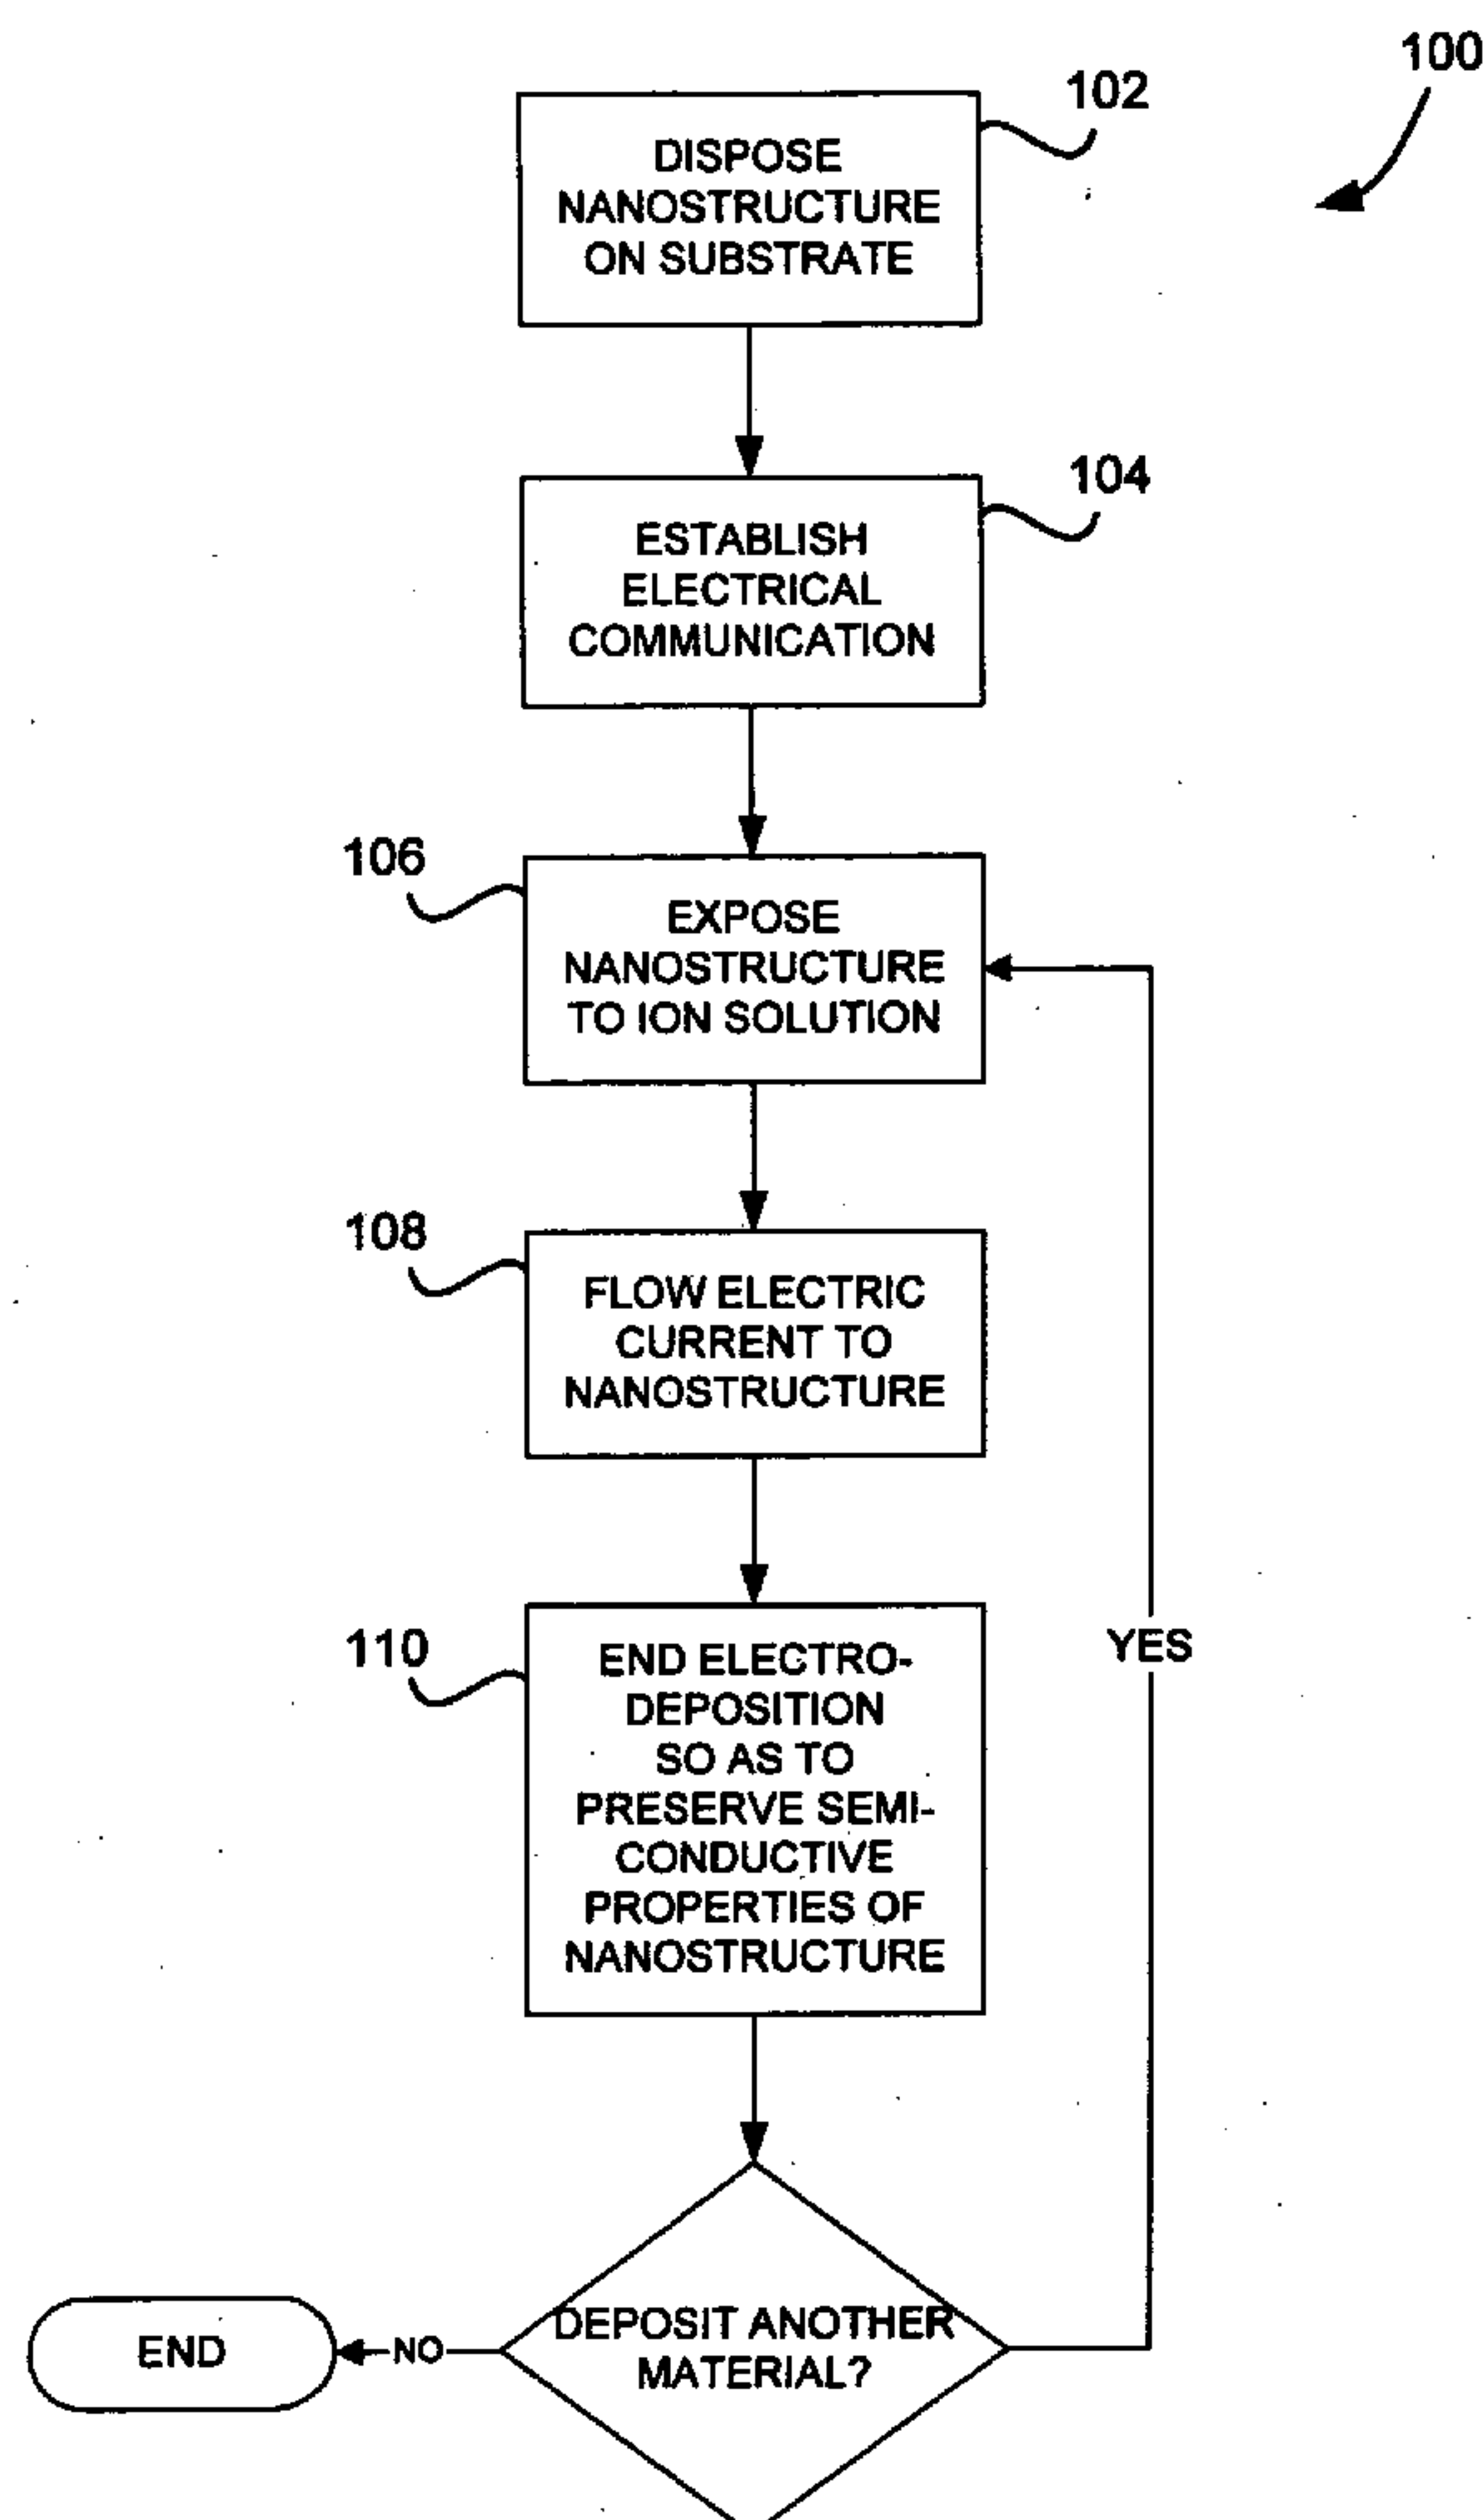 100
102
DISPOSE
NANOSTRUCTURE
ON SUBSTRATE
104
ESTABLISH
ELECTRICAL
COMMUNICATION
106
EXPOSE
NANOSTRUCTURE
TO ION SOLUTION
108
FLOW ELECTRIC
CURRENT TO
NANOSTRUCTURE
110
END ELECTRO-
DEPOSITION
SO AS TO
PRESERVE SEMI-
CONDUCTIVE
PROPERTIES OF
NANOSTRUCTURE
YES
DEPOSIT ANOTHER
MATERIAL?
NO
END